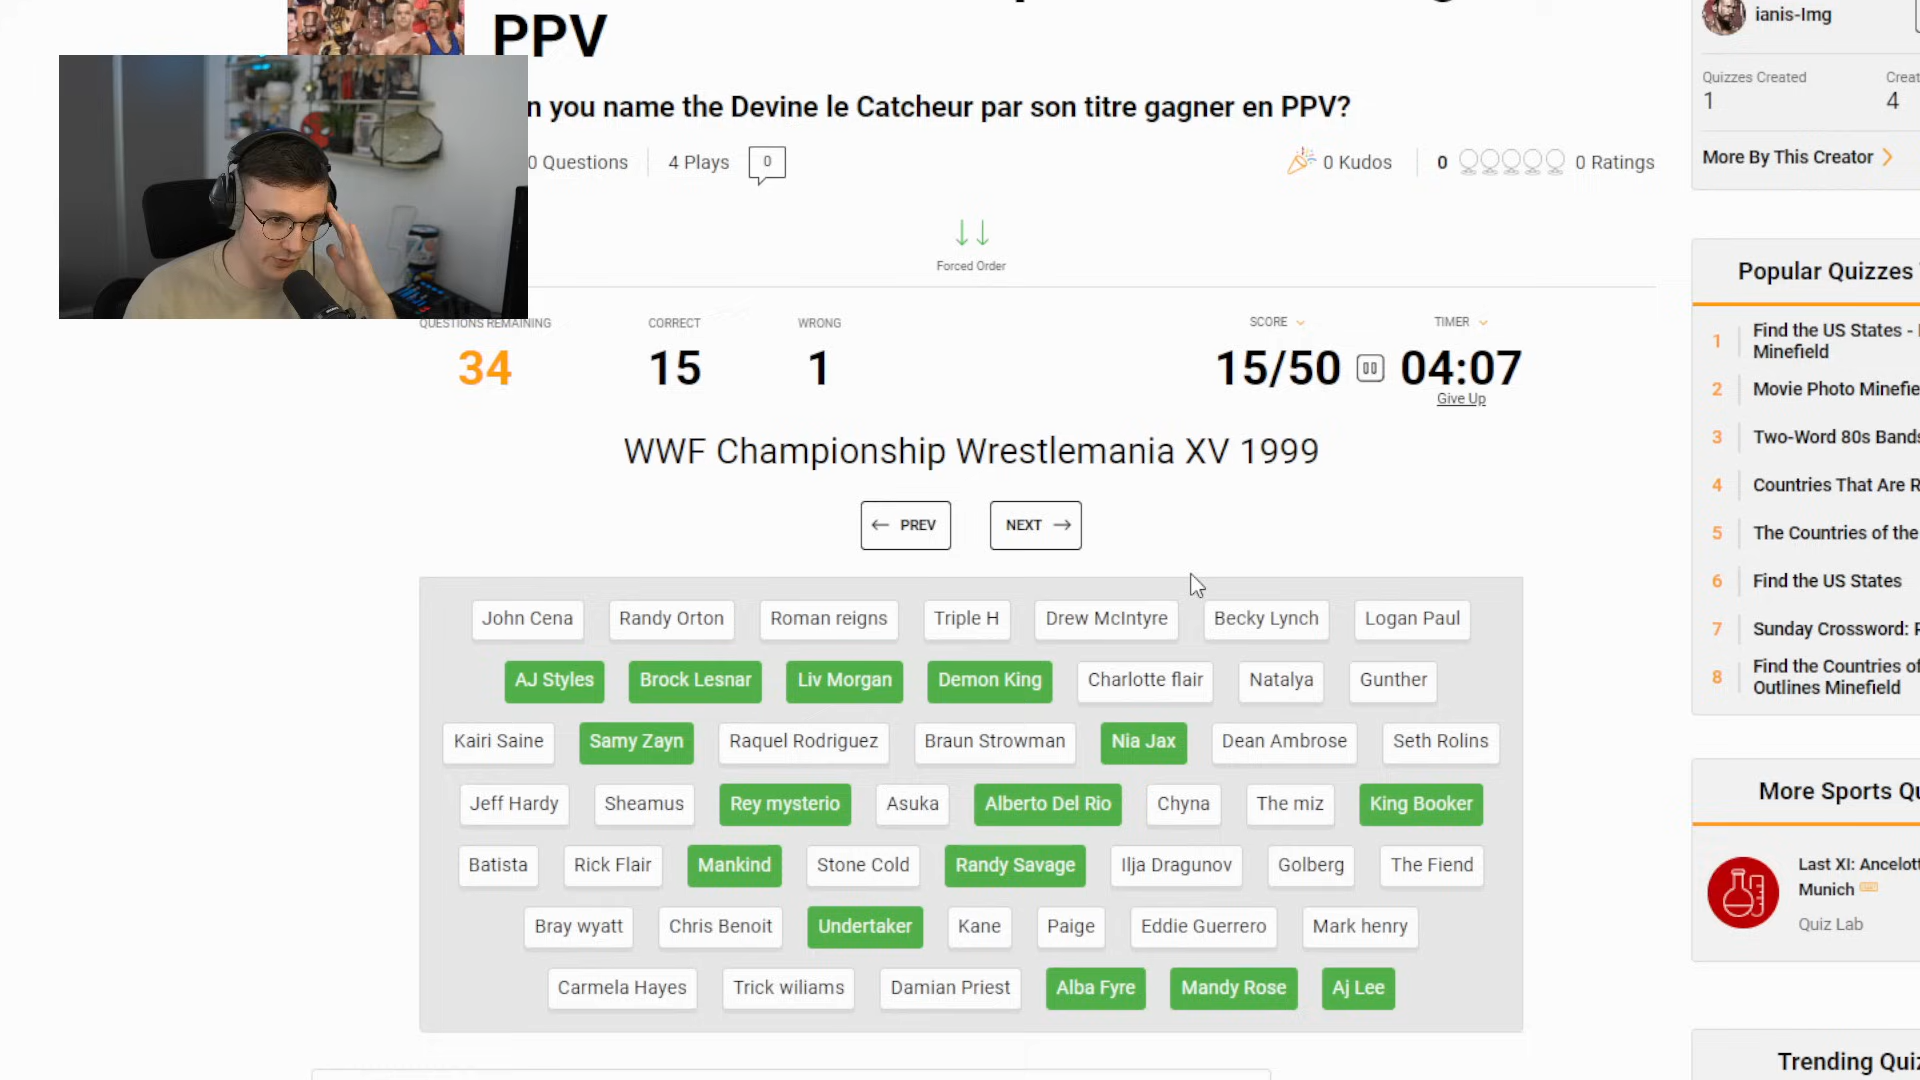 PPV
n you name the Devine le Catcheur par son titre gagner en PPV?
0 Questions
4 Plays
0
0 Kudos
0
0 Ratings
Forced Order
QUESTIONS REMAINING
CORRECT
WRONG
SCORE
TIMER
34
15
1
15/50
04:07
Give Up
WWF Championship Wrestlemania XV 1999
PREV
NEXT
John Cena
Randy Orton
Roman reigns
Triple H
Drew McIntyre
Becky Lynch
Logan Paul
AJ Styles
Brock Lesnar
Liv Morgan
Demon King
Charlotte flair
Natalya
Gunther
Kairi Saine
Samy Zayn
Raquel Rodriguez
Braun Strowman
Nia Jax
Dean Ambrose
Seth Rolins
Jeff Hardy
Sheamus
Rey mysterio
Asuka
Alberto Del Rio
Chyna
The miz
King Booker
Batista
Rick Flair
Mankind
Stone Cold
Randy Savage
Ilja Dragunov
Golberg
The Fiend
Bray wyatt
Chris Benoit
Undertaker
Kane
Paige
Eddie Guerrero
Mark henry
Carmela Hayes
Trick wiliams
Damian Priest
Alba Fyre
Mandy Rose
Aj Lee
ianis-lmg
Quizzes Created
Creat
1
4
More By This Creator
Popular Quizzes
1 Find the US States -
Minefield
2 Movie Photo Minefie
3 Two-Word 80s Bands
4 Countries That Are R
5 The Countries of the
6 Find the US States
7 Sunday Crossword:
8 Find the Countries of
Outlines Minefield
More Sports Qu
Last XI: Ancelott
Munich
Quiz Lab
Trending Quiz